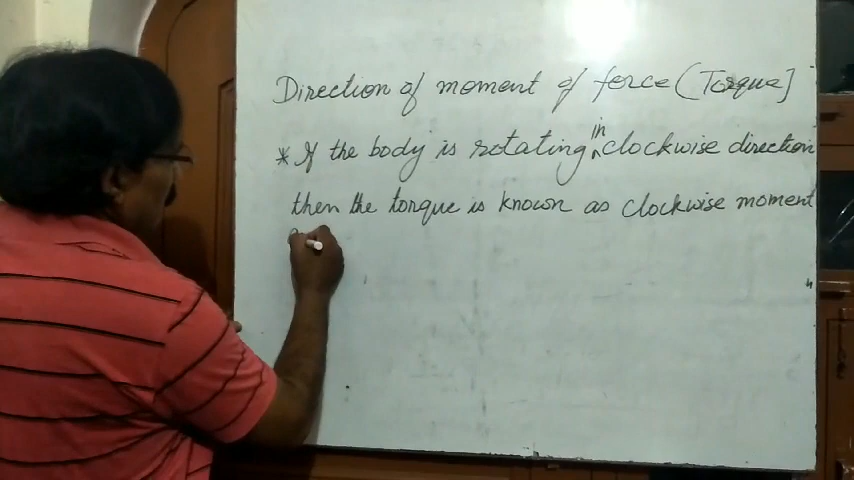 Direction of moment of force (Torque]
* If the body is rotating in clockwise direction
then the torque is known as clockwise moment